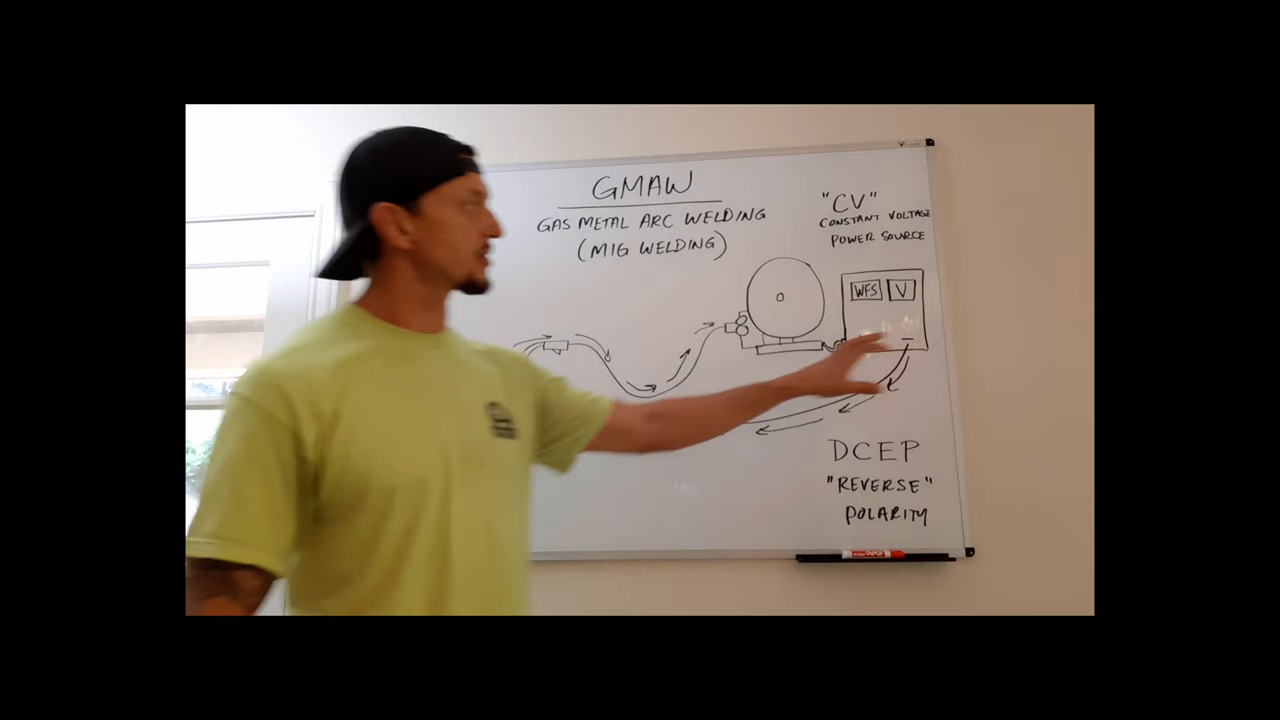 GMAW
GAS METAL ARC WELDING
(MIG WELDING)
"CV"
CONSTANT VOLTAGE
POWER SOURCE
WFS V
DCEP
"REVERSE"
POLARITY